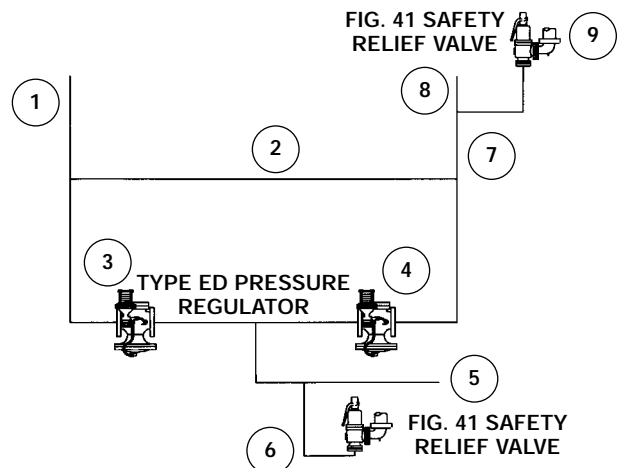 FIG. 41 SAFETY
RELIEF VALVE
9
1
8
2
7
3
TYPE ED PRESSURE
REGULATOR
4
5
FIG. 41 SAFETY
RELIEF VALVE
6